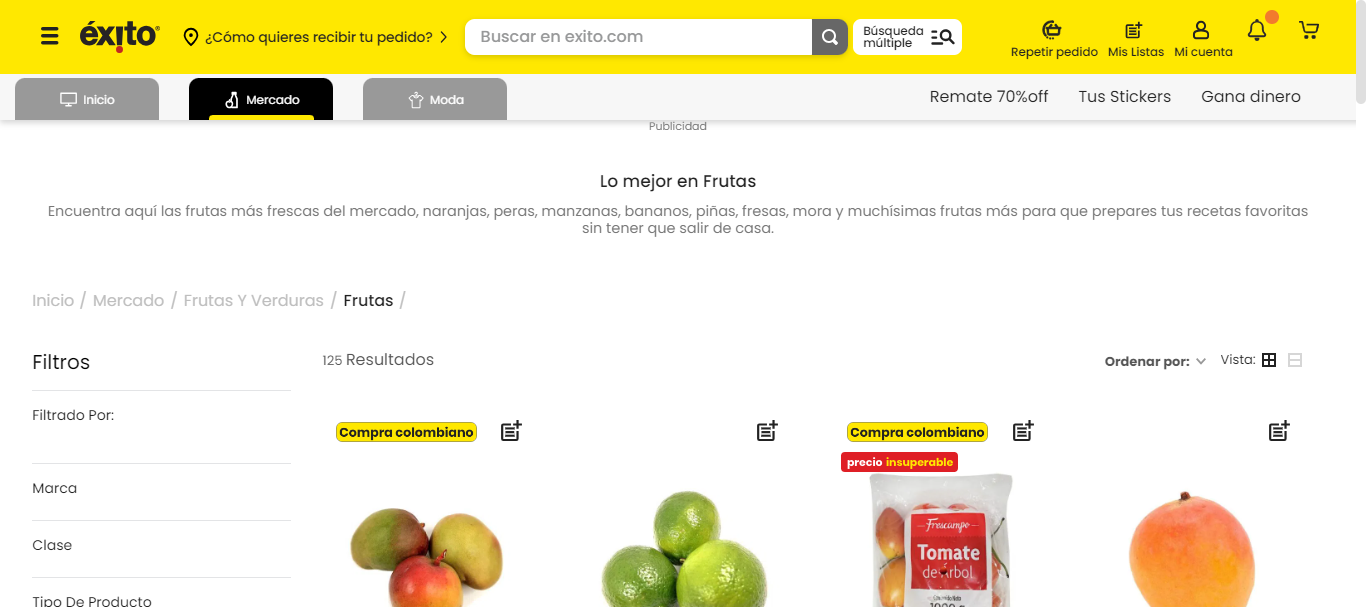 éxito
¿Cómo quieres recibir tu pedido?
Buscar en exito.com
Búsqueda
múltiple
Repetir pedido
Mis Listas
Mi cuenta
Inicio
Mercado
Moda
Remate 70%off
Tus Stickers
Gana dinero
Publicidad
Lo mejor en Frutas
Encuentra aquí las frutas más frescas del mercado, naranjas, peras, manzanas, bananos, piñas, fresas, mora y muchísimas frutas más para que prepares tus recetas favoritas
sin tener que salir de casa.
Inicio / Mercado / Frutas Y Verduras / Frutas /
Filtros
125 Resultados
Ordenar por:
Vista:
Filtrado Por:
Marca
Clase
Tipo De Producto
Compra colombiano
Compra colombiano
precio insuperable
Frescampo
Tomate
de Árbol